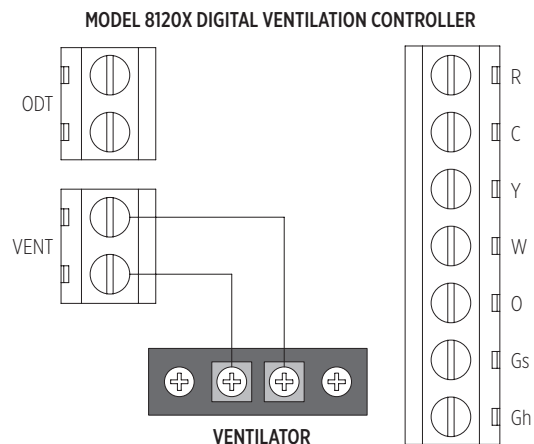 MODEL 8120X DIGITAL VENTILATION CONTROLLER
ODT
VENT
R
C
Y
W
O
Gs
Gh
VENTILATOR